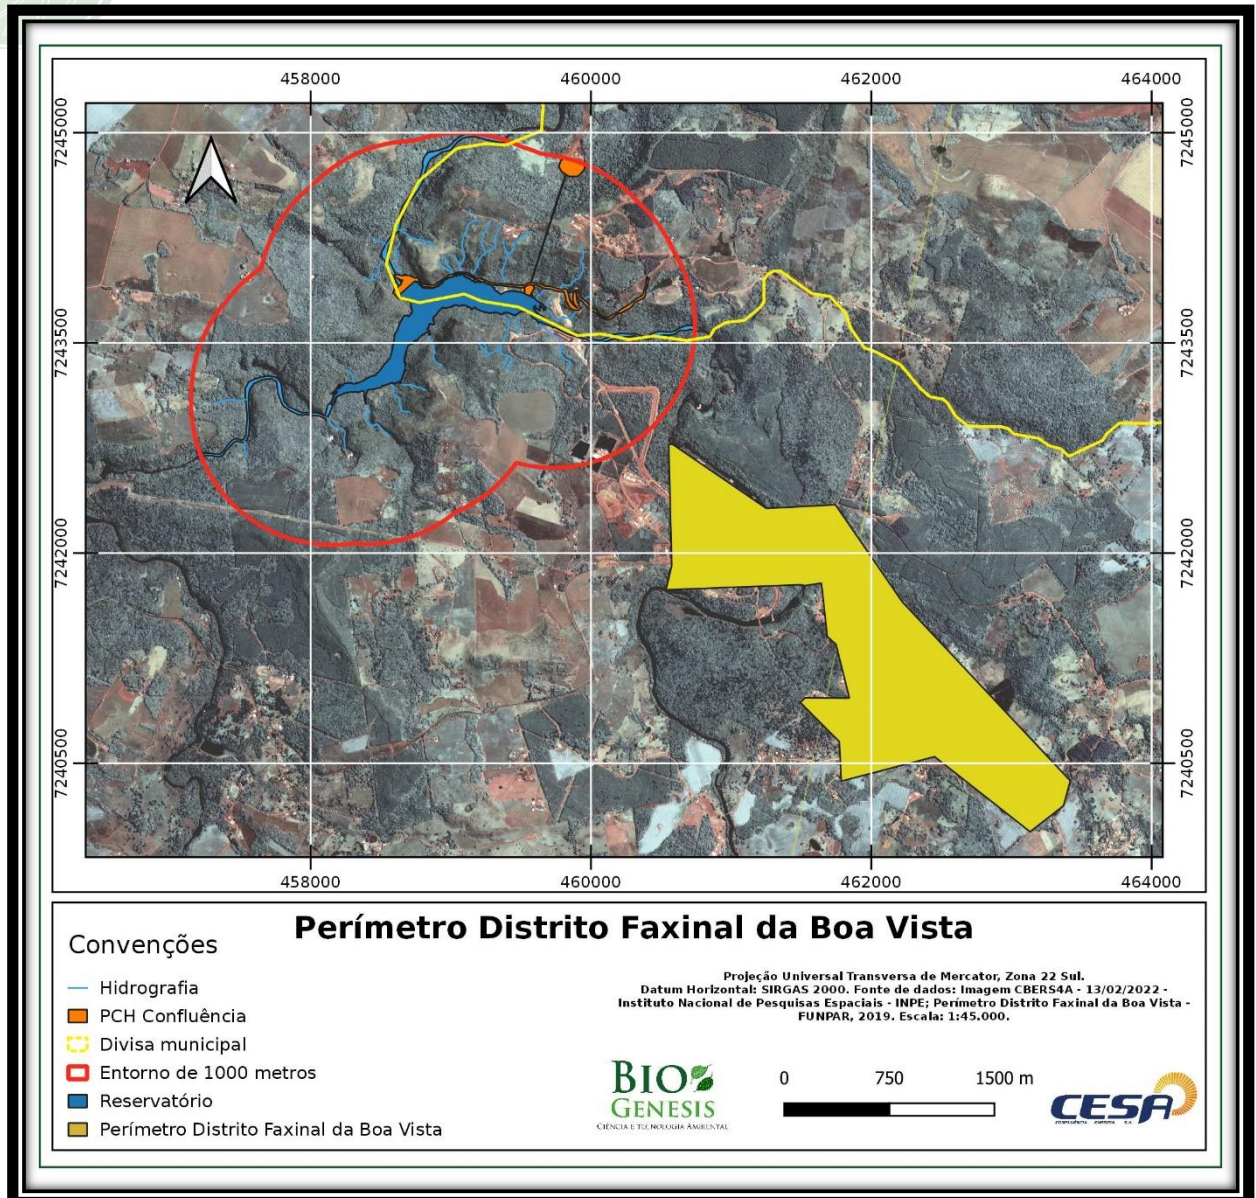 458000 460000 462000 464000
7245000 7245000
7243500 7243500
7242000 7242000
7240500 7240500
458000 460000 462000 464000
Perímetro Distrito Faxinal da Boa Vista
Convenções
Hidrografia
PCH Confluência
Divisa municipal
Entorno de 1000 metros
Reservatório
Perímetro Distrito Faxinal da Boa Vista
Projeção Universal Transversa de Mercator, Zona 22 Sul.
Datum Horizontal: SIRGAS 2000. Fonte de dados: Imagem CBERS4A - 13/02/2022 -
Instituto Nacional de Pesquisas Espaciais - INPE; Perímetro Distrito Faxinal da Boa Vista -
FUNPAR, 2019. Escala: 1:45.000.
BIO
GENESIS
CIÊNCIA E TECNOLOGIA AMBIENTAL
0 750 1500 m
CESA
CONFLUÊNCIA ENERGIA S.A.